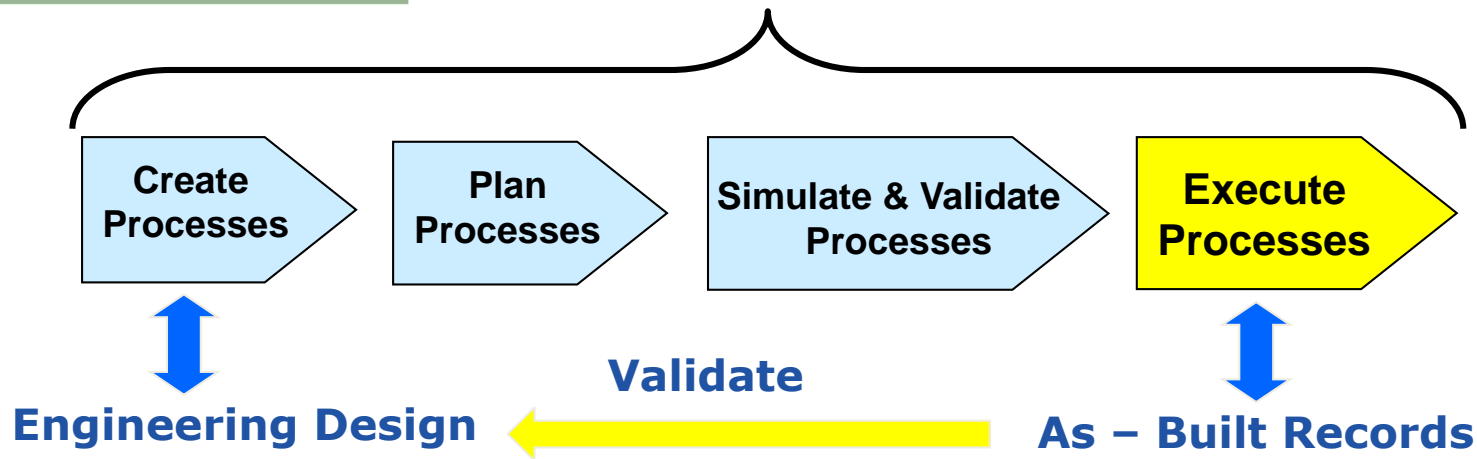 Create
Processes
Plan
Processes
Simulate & Validate
Processes
Execute
Processes
Validate
Engineering Design
As – Built Records